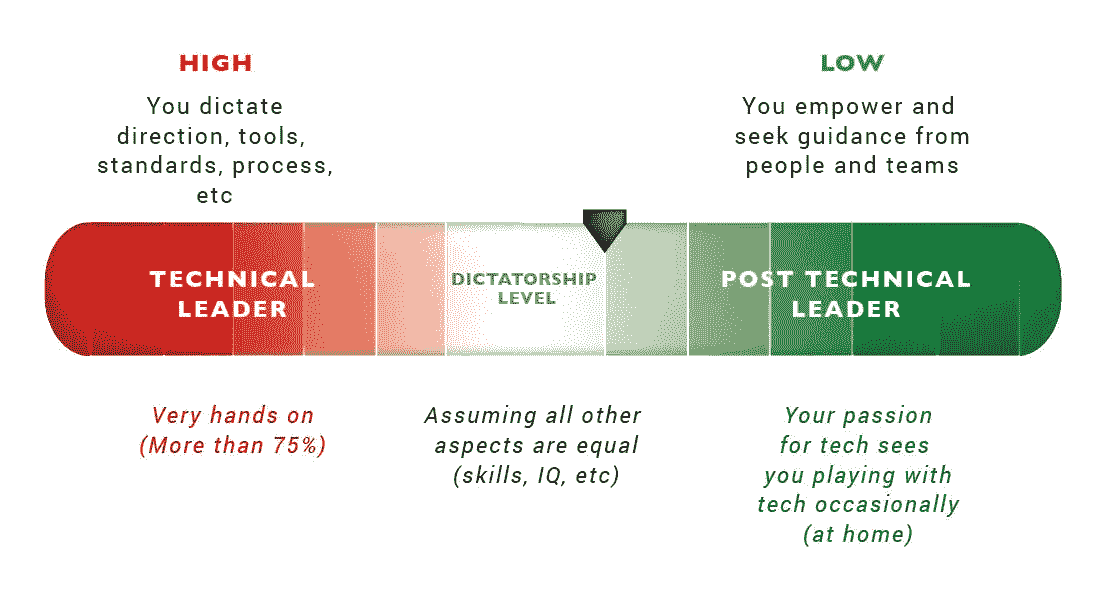 HIGH
You dictate
direction, tools,
standards, process,
etc
LOW
You empower and
seek guidance from
people and teams
TECHNICAL
LEADER
DICTATORSHIP
LEVEL
POST TECHNICAL
LEADER
Very hands on
(More than 75%)
Assuming all other
aspects are equal
(skills, IQ, etc)
Your passion
for tech sees
you playing with
tech occasionally
(at home)